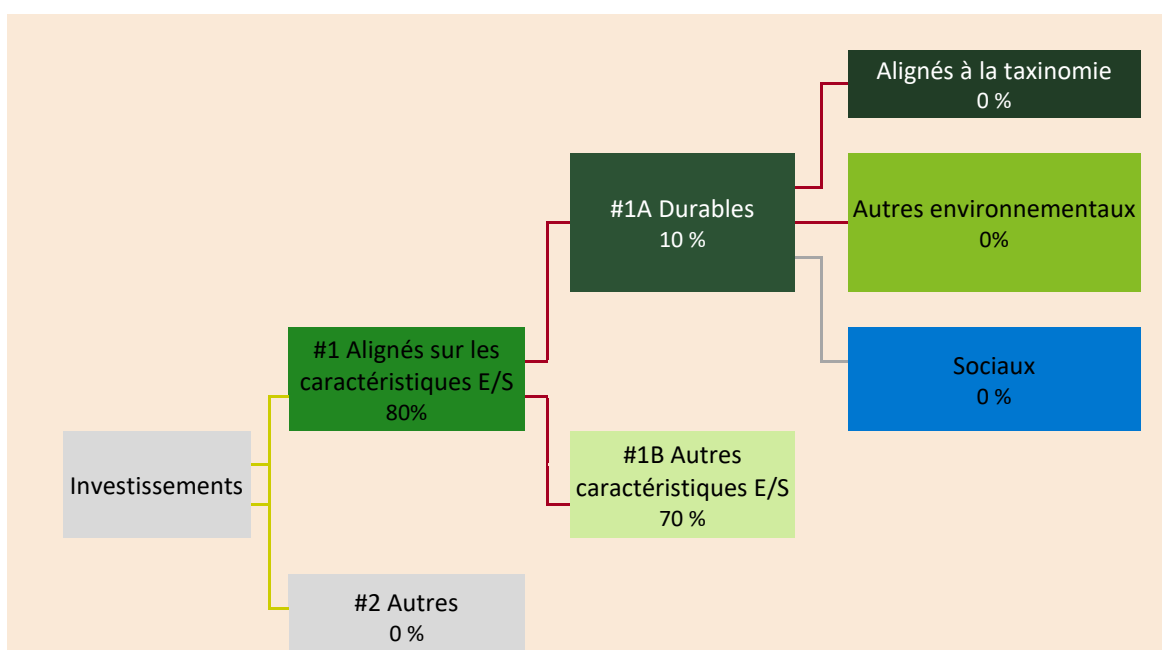 Alignés à la taxinomie
0 %
#1A Durables
10 %
Autres environnementaux
0%
#1 Alignés sur les
caractéristiques E/S
80%
Sociaux
0 %
Investissements
#1B Autres
caractéristiques E/S
70 %
#2 Autres
0 %